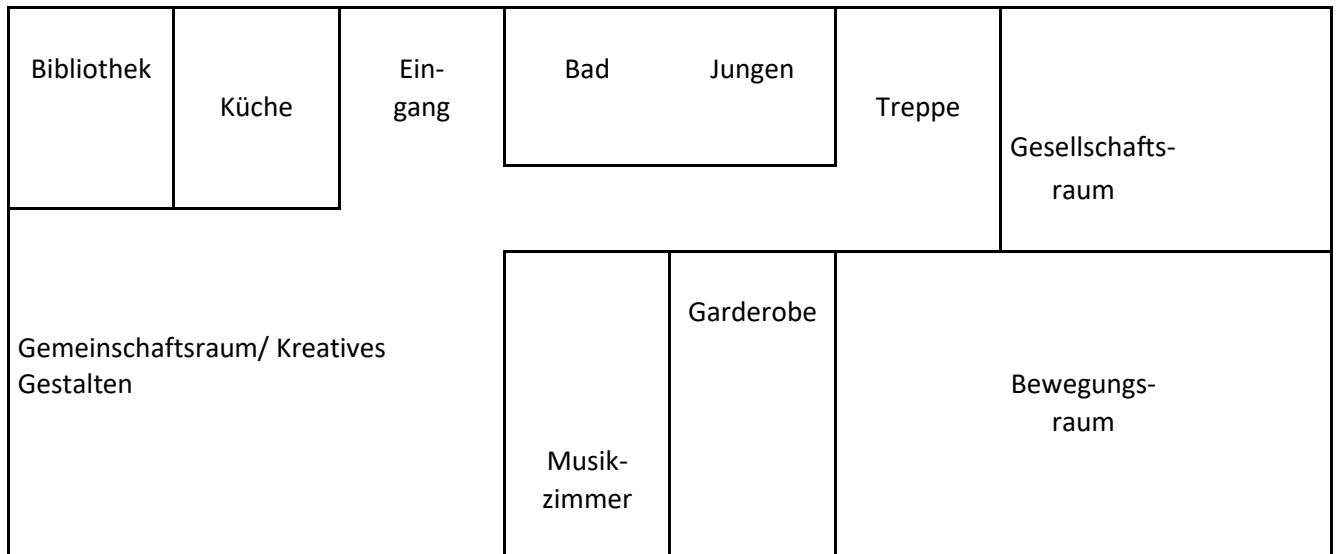 Bibliothek
Küche
Ein-
gang
Bad Jungen
Treppe
Gesellschafts-
raum
Gemeinschaftsraum/ Kreatives
Gestalten
Musik-
zimmer
Garderobe
Bewegungs-
raum